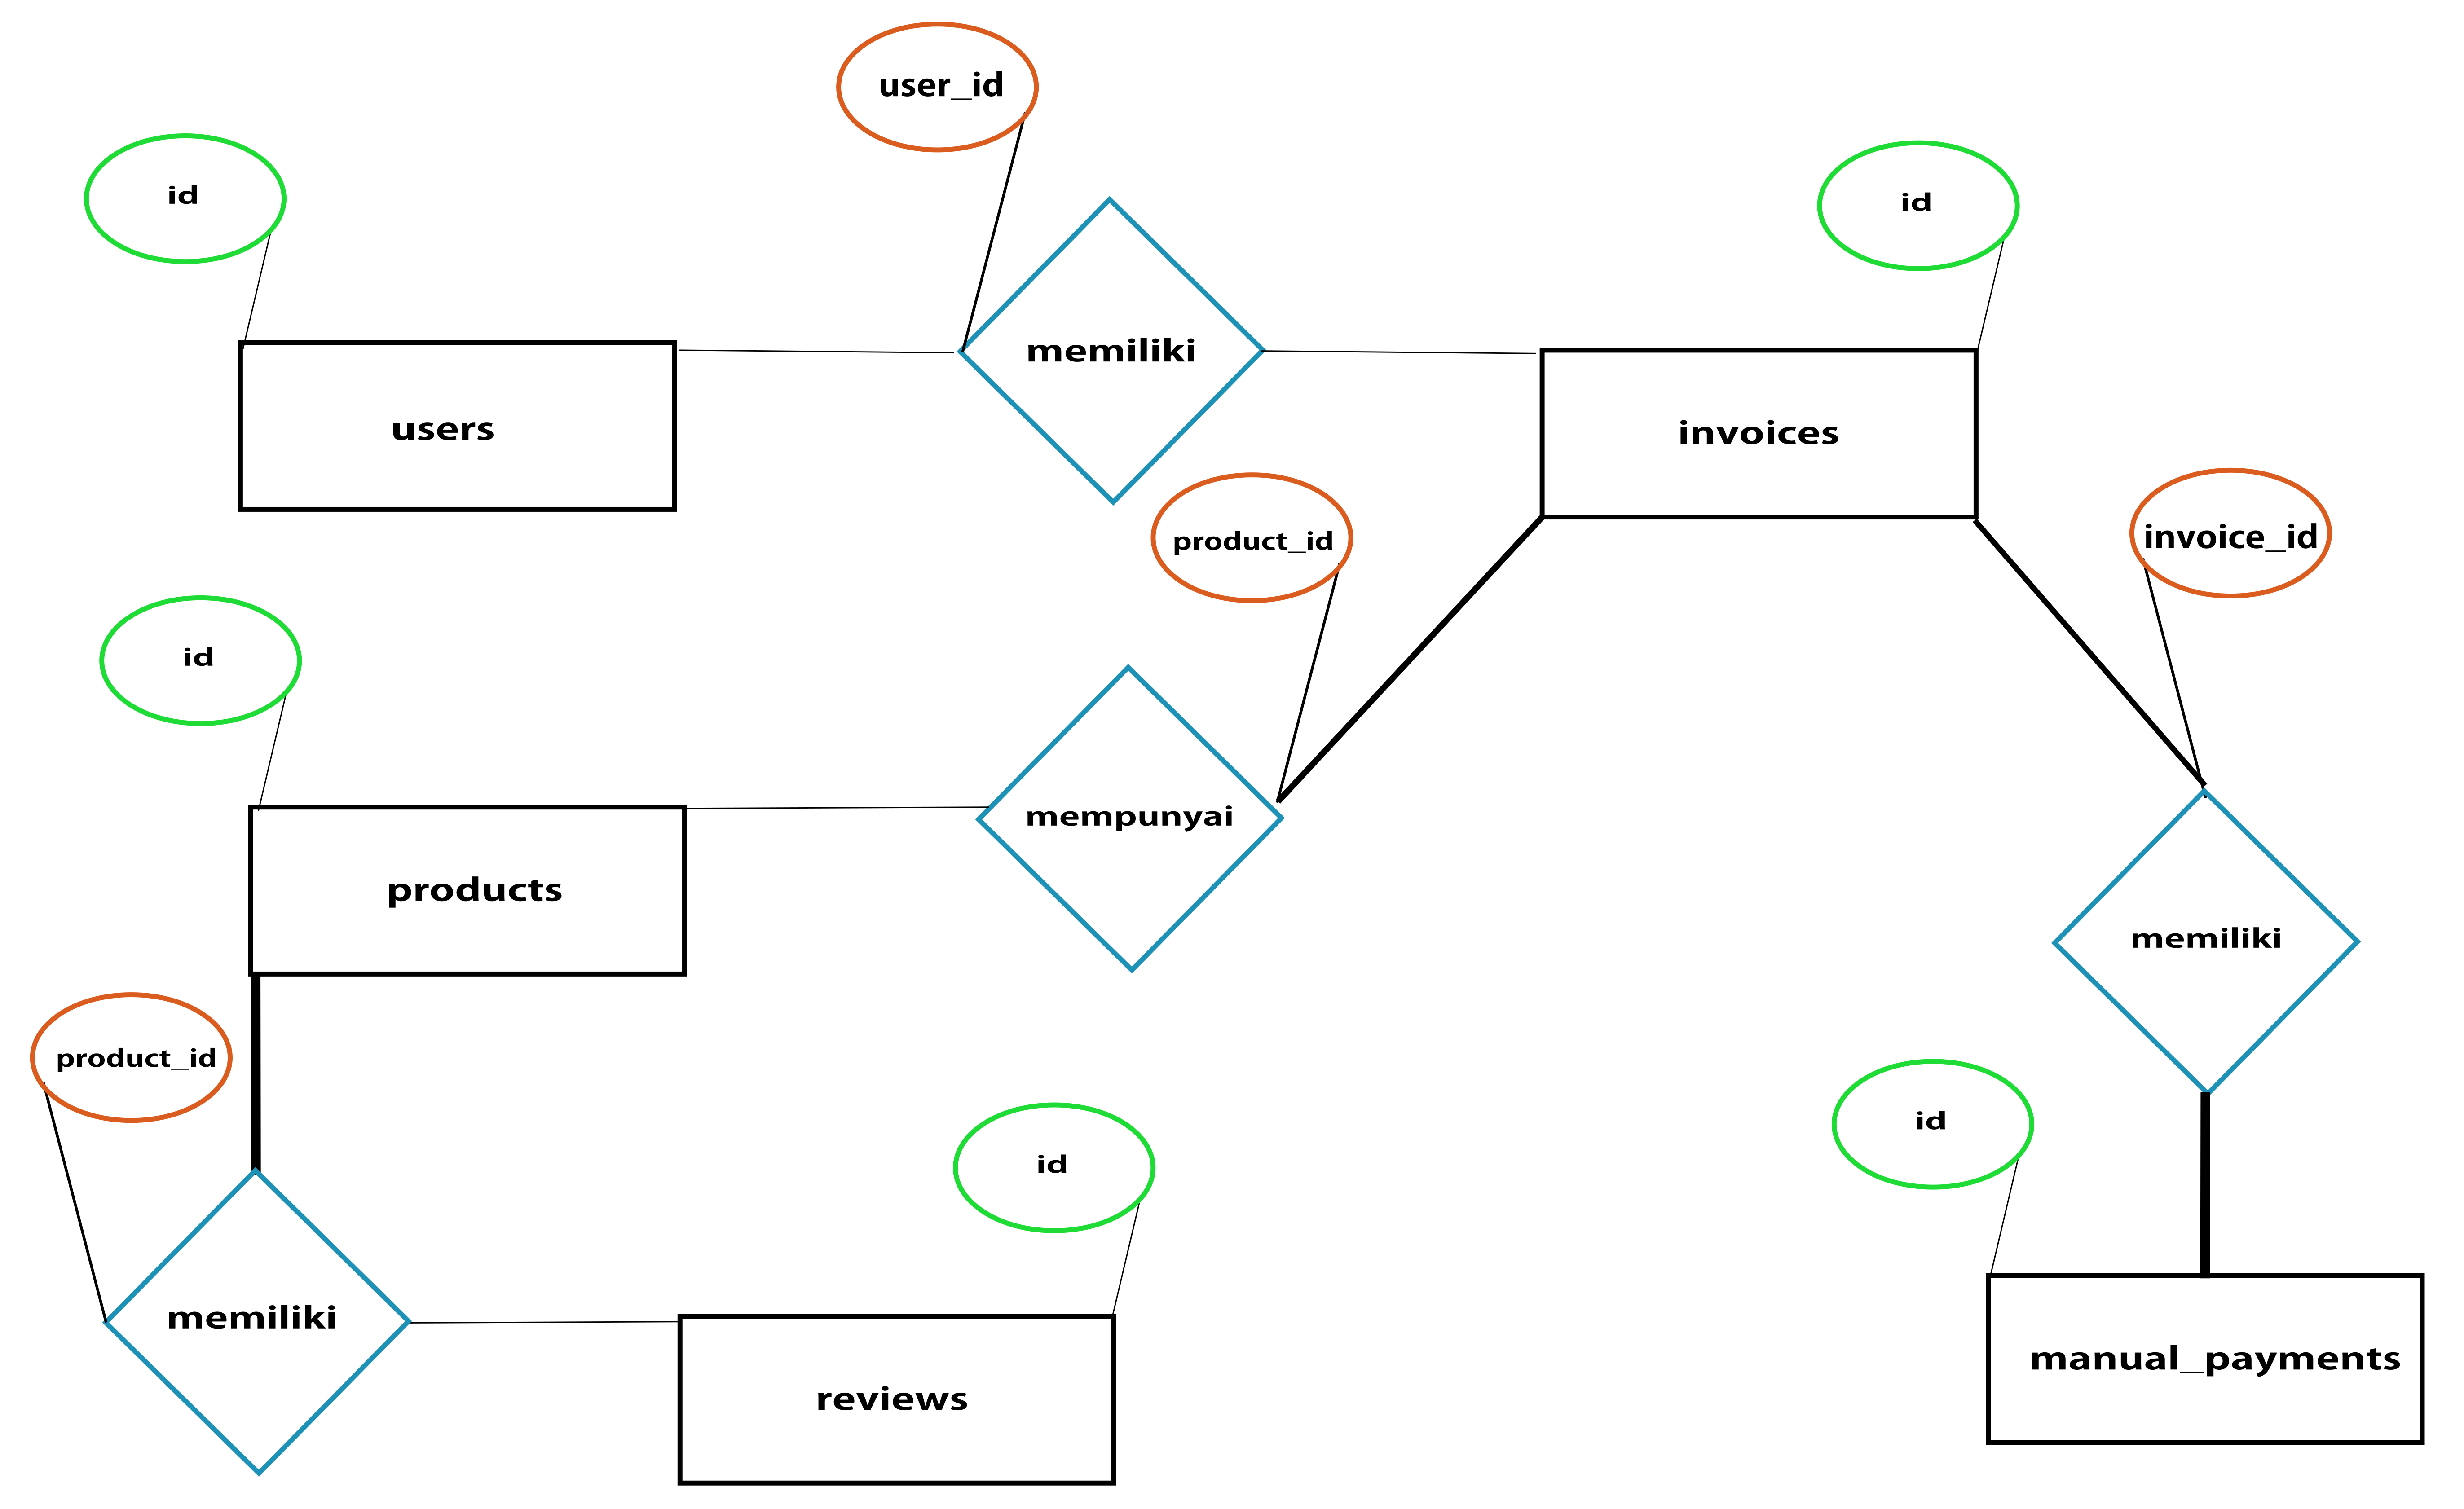 user_id
id
id
memiliki
users
invoices
product_id
invoice_id
id
mempunyai
products
memiliki
product_id
id
id
memiliki
manual_payments
reviews